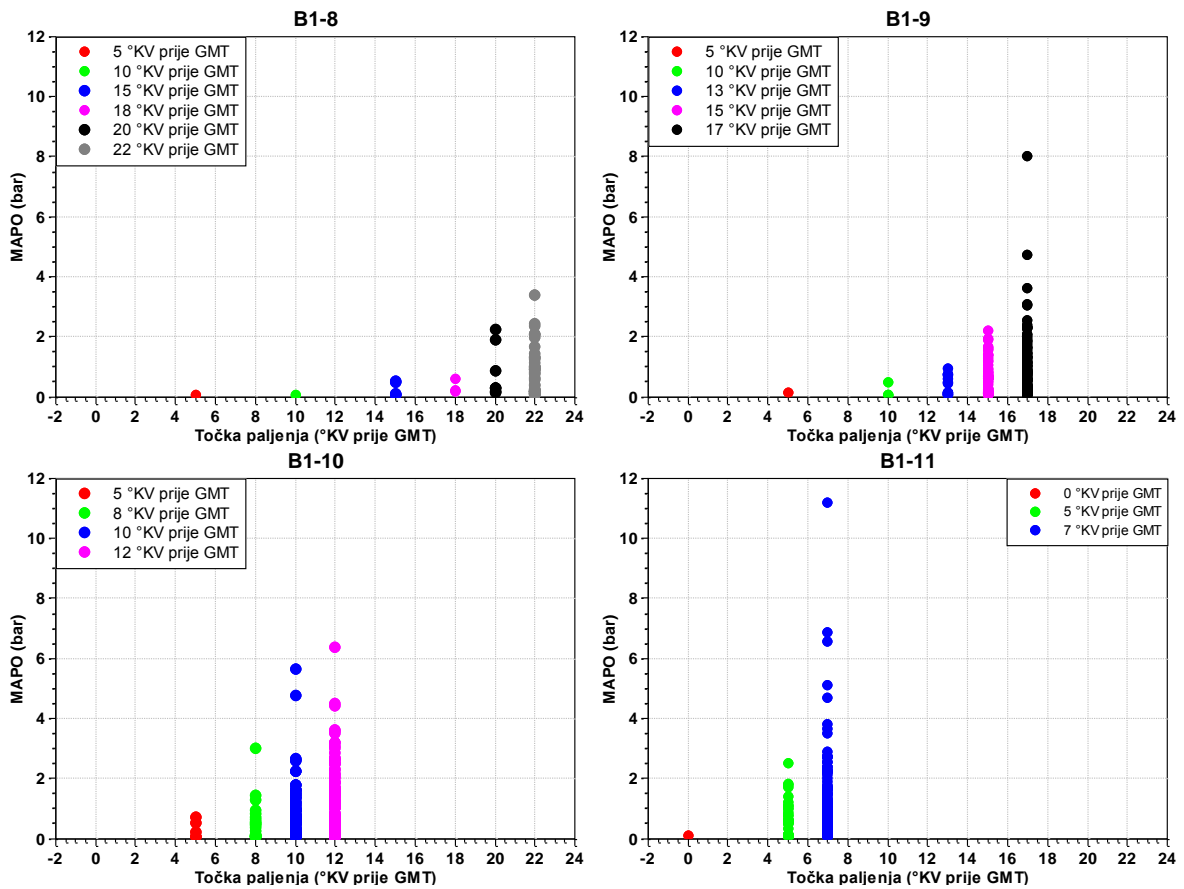 B1-8
5 °KV prije GMT
10 °KV prije GMT
15 °KV prije GMT
18 °KV prije GMT
20 °KV prije GMT
22 °KV prije GMT
MAPO (bar)
12
10
8
6
4
2
0
-2 0 2 4 6 8 10 12 14 16 18 20 22 24
Točka paljenja (°KV prije GMT)
B1-9
5 °KV prije GMT
10 °KV prije GMT
13 °KV prije GMT
15 °KV prije GMT
17 °KV prije GMT
MAPO (bar)
12
10
8
6
4
2
0
-2 0 2 4 6 8 10 12 14 16 18 20 22 24
Točka paljenja (°KV prije GMT)
B1-10
5 °KV prije GMT
8 °KV prije GMT
10 °KV prije GMT
12 °KV prije GMT
MAPO (bar)
12
10
8
6
4
2
0
-2 0 2 4 6 8 10 12 14 16 18 20 22 24
Točka paljenja (°KV prije GMT)
B1-11
0 °KV prije GMT
5 °KV prije GMT
7 °KV prije GMT
MAPO (bar)
12
10
8
6
4
2
0
-2 0 2 4 6 8 10 12 14 16 18 20 22 24
Točka paljenja (°KV prije GMT)